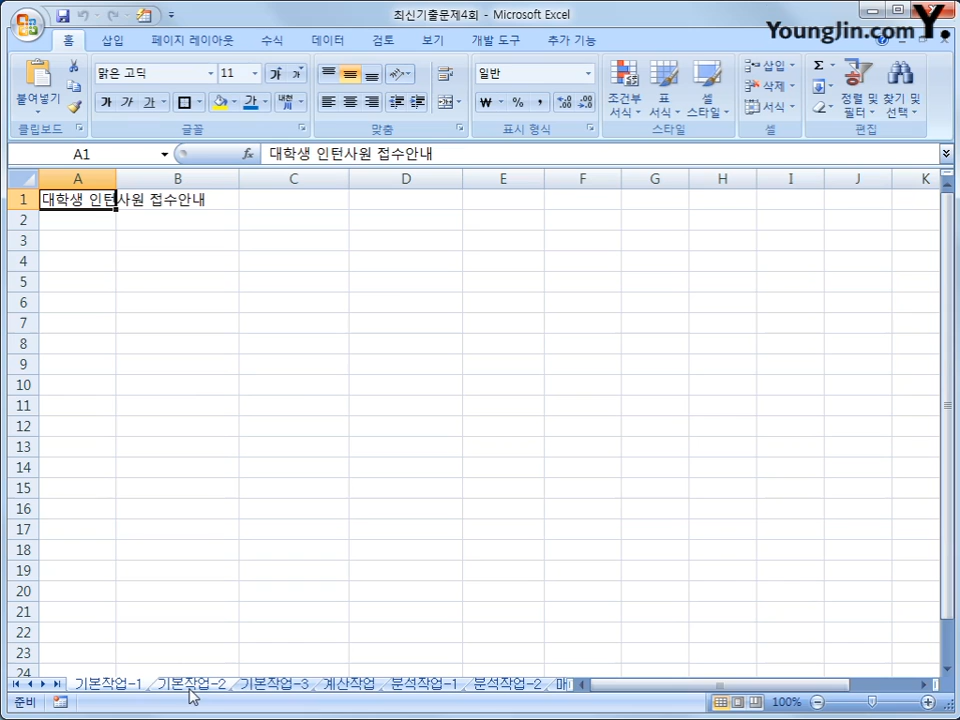 최신기출문제4회 - Microsoft Excel
YoungJin.com Y.
홈 삽입 페이지 레이아웃 수식 데이터 검토 보기 개발 도구 추가 기능
맑은 고딕 11 일반
붙여넣기 조건부 서식 표 서식 셀 스타일 삽입 삭제 서식 정렬 및 필터 찾기 및 선택
클립보드 글꼴 맞춤 표시 형식 스타일 셀 편집
A1 fx 대학생 인턴사원 접수안내
A B C D E F G H I J K
1 대학생 인턴사원 접수안내
2
3
4
5
6
7
8
9
10
11
12
13
14
15
16
17
18
19
20
21
22
23
24
기본작업-1 기본작업-2 기본작업-3 계산작업 분석작업-1 분석작업-2
준비 100%